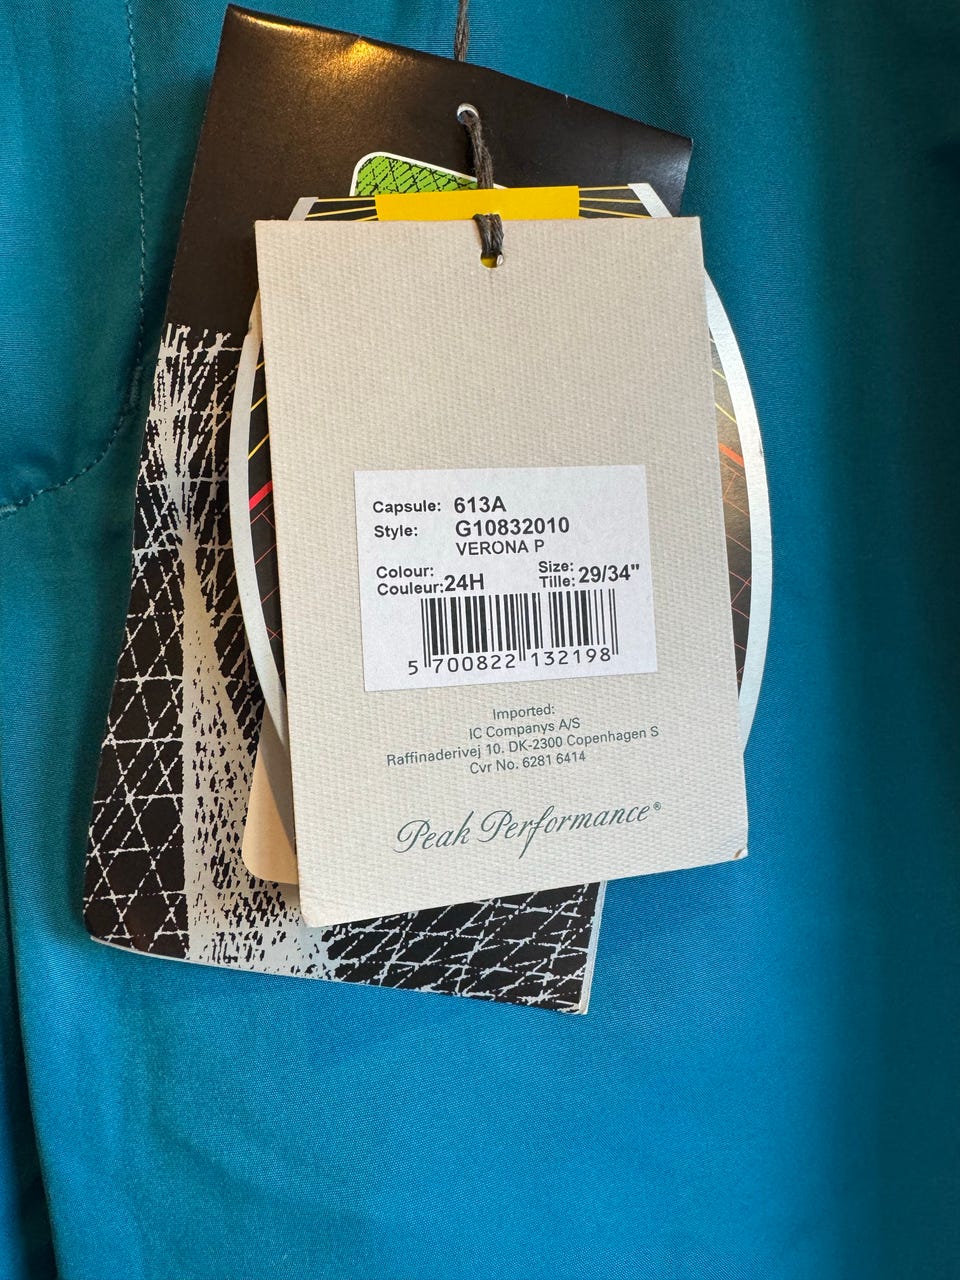 Capsule: 613A
Style: G10832010
VERONA P
Colour: Size:
Couleur:24H Tille: 29/34"
5 700822 132198
Imported:
IC Companys A/S
Raffinaderivej 10. DK-2300 Copenhagen S
Cvr No. 6281 6414
Peak Performance®